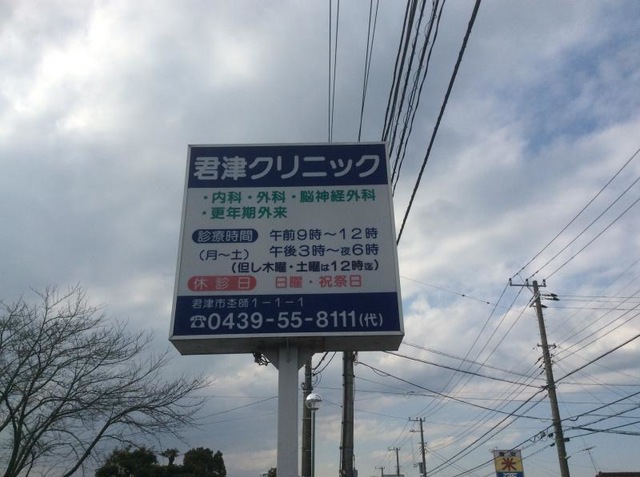 君津クリニック
・内科・外科・脳神経外科
・更年期外来
診療時間 午前9時～12時
(月～土) 午後3時～夜6時
(但し木曜・土曜は12時迄)
休診日 日曜・祝祭日
君津市杢師1-1-1
☎0439-55-8111(代)
米